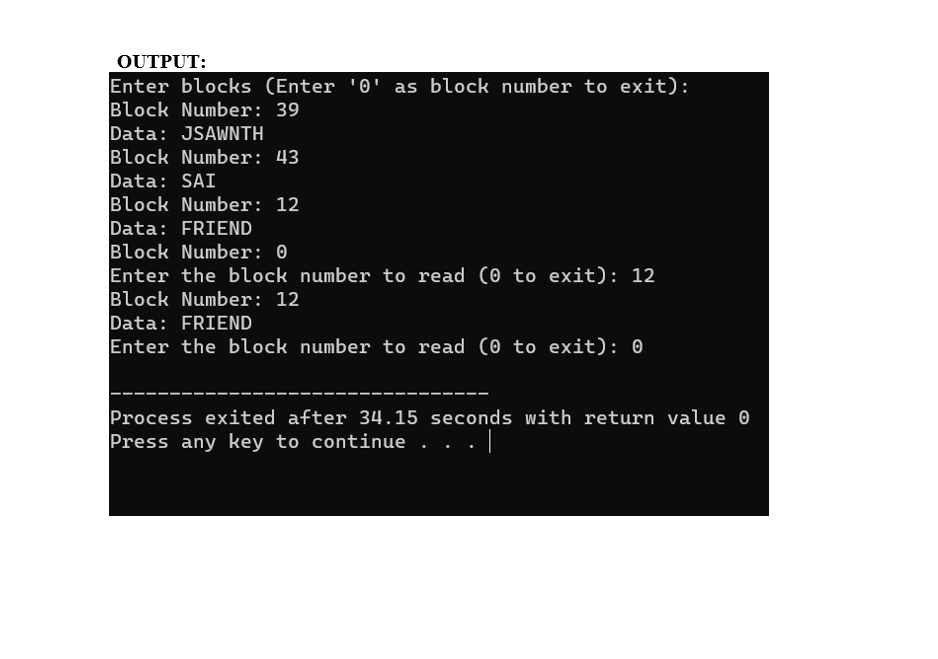 OUTPUT:
Enter blocks (Enter '0' as block number to exit):
Block Number: 39
Data: JSAWNTH
Block Number: 43
Data: SAI
Block Number: 12
Data: FRIEND
Block Number: 0
Enter the block number to read (0 to exit): 12
Block Number: 12
Data: FRIEND
Enter the block number to read (0 to exit): 0
--------------------------------
Process exited after 34.15 seconds with return value 0
Press any key to continue . . .